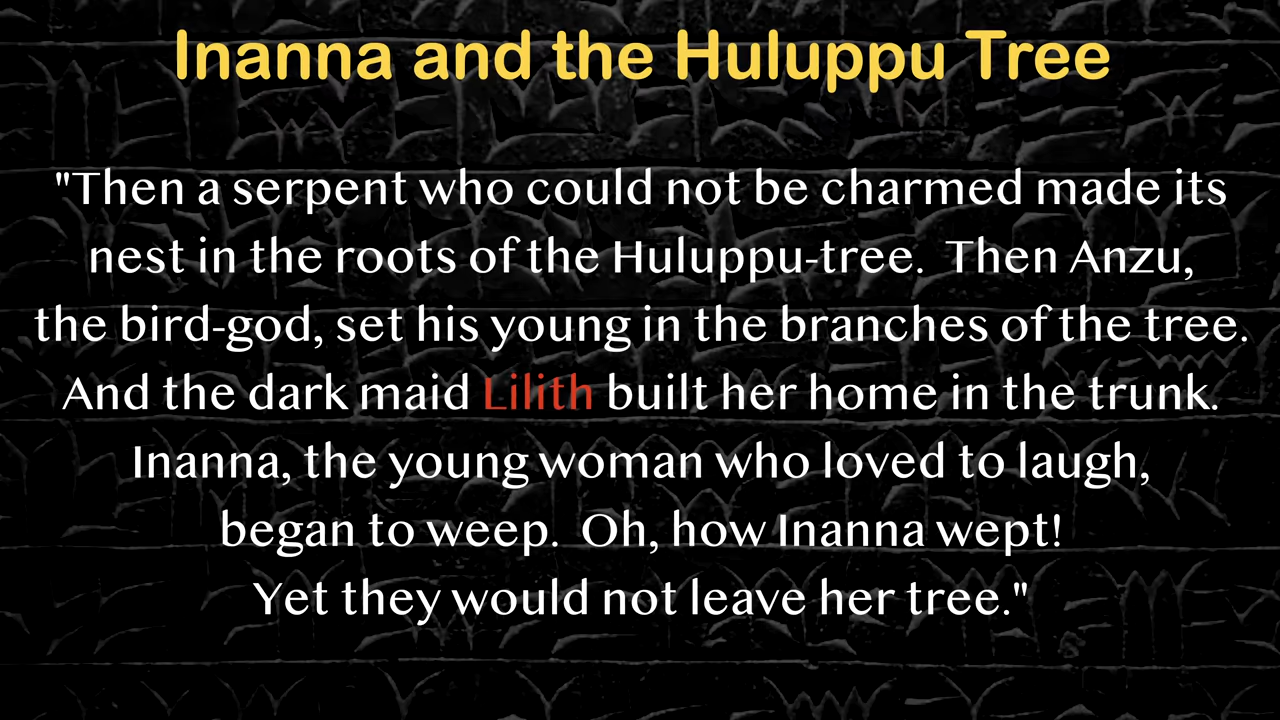 Inanna and the Huluppu Tree
"Then a serpent who could not be charmed made its
nest in the roots of the Huluppu-tree.  Then Anzu,
the bird-god, set his young in the branches of the tree.
And the dark maid Lilith built her home in the trunk.
Inanna, the young woman who loved to laugh,
began to weep.  Oh, how Inanna wept!
Yet they would not leave her tree."